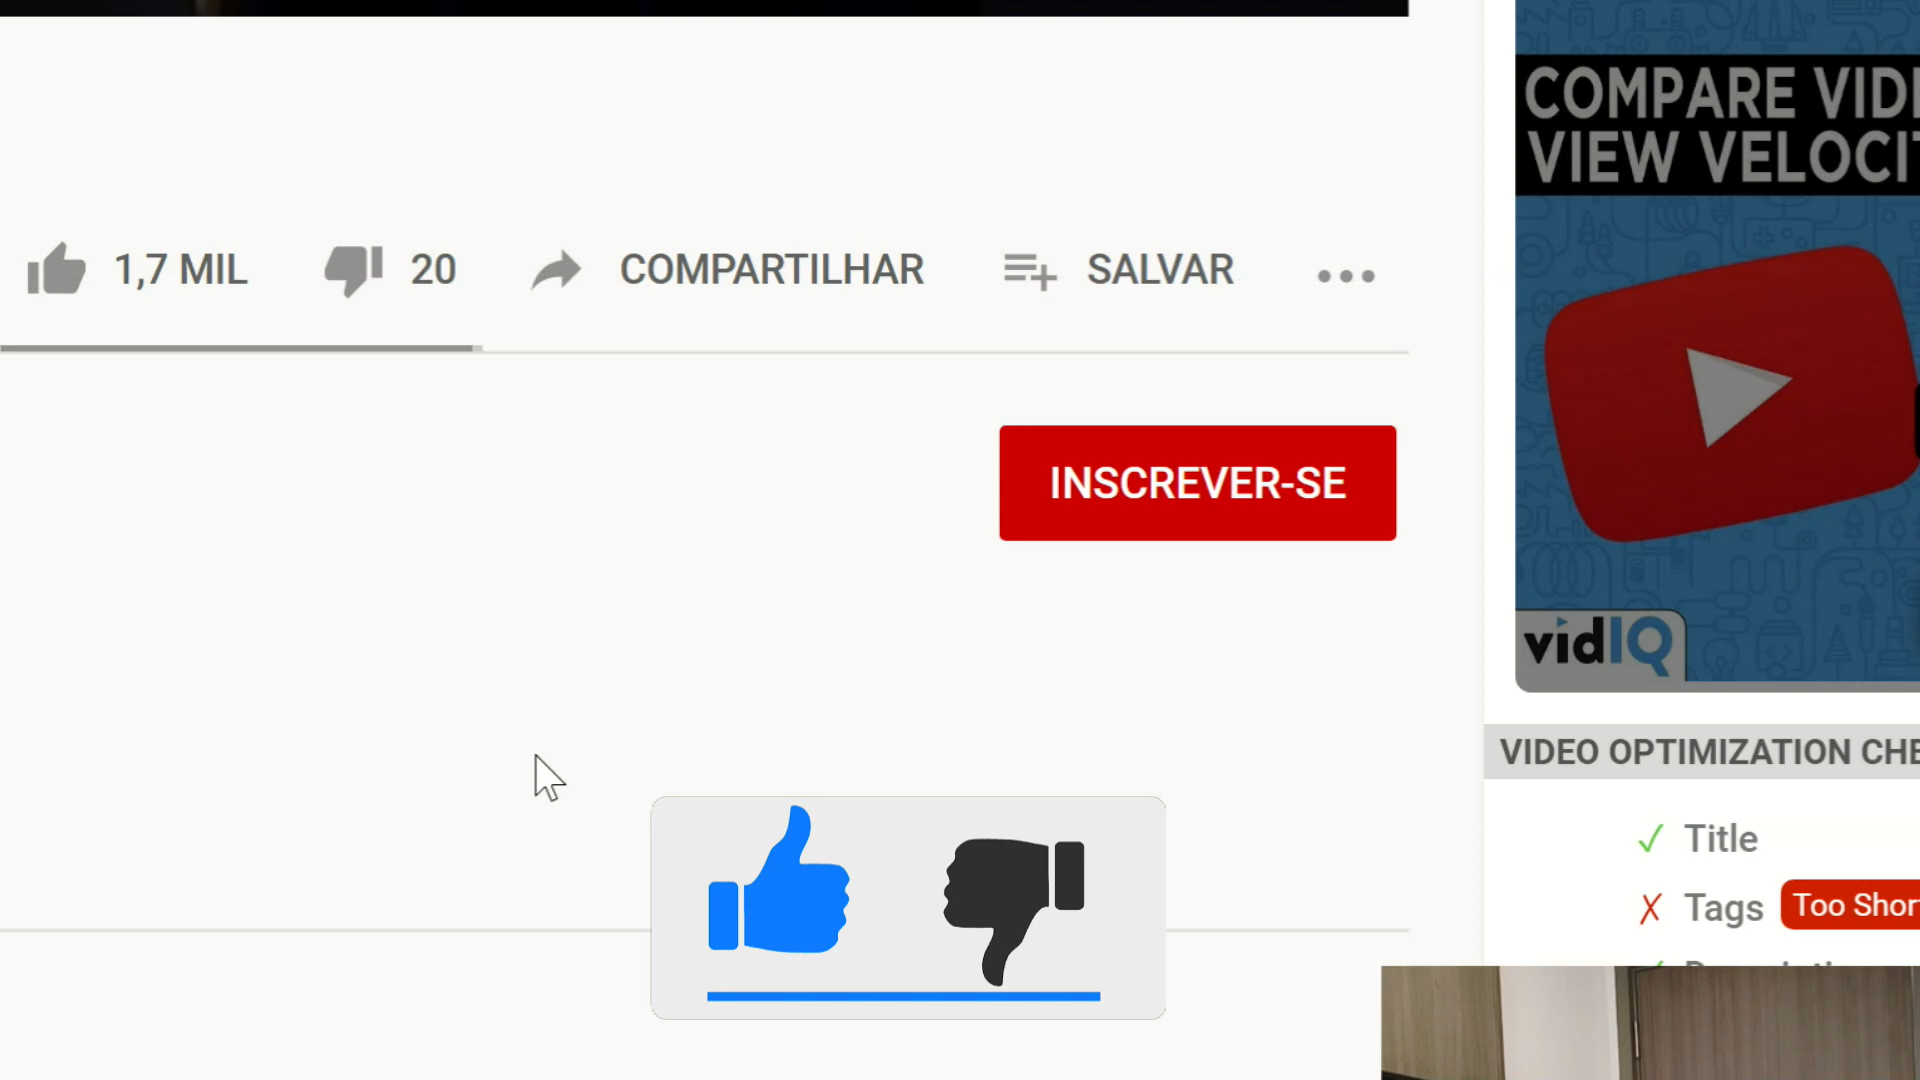 1,7 MIL 20 COMPARTILHAR SALVAR
INSCREVER-SE
COMPARE VID
VIEW VELOCI
vidIQ
VIDEO OPTIMIZATION CHE
✓ Title
✗ Tags Too Shor